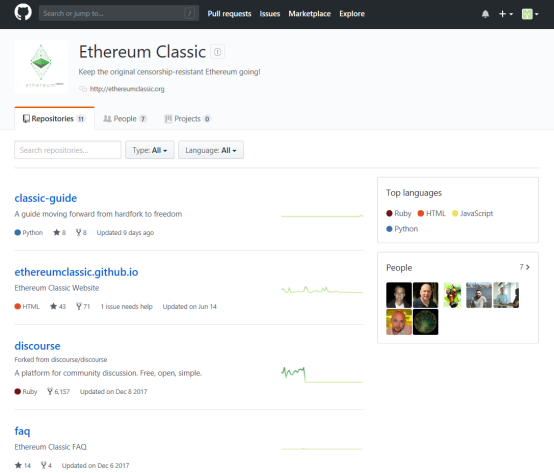 Search or jump to...
/
Pull requests
Issues
Marketplace
Explore
Ethereum Classic
Keep the original censorship-resistant Ethereum going!
http://ethereumclassic.org
Repositories 11
People 7
Projects 0
Search repositories...
Type: All
Language: All
classic-guide
A guide moving forward from hardfork to freedom
Python 8 8 Updated 9 days ago
ethereumclassic.github.io
Ethereum Classic Website
HTML 43 71 1 issue needs help Updated on Jun 14
discourse
Forked from discourse/discourse
A platform for community discussion. Free, open, simple.
Ruby 6,157 Updated on Dec 8 2017
faq
Ethereum Classic FAQ
14 4 Updated on Dec 6 2017
Top languages
Ruby HTML JavaScript
Python
People 7